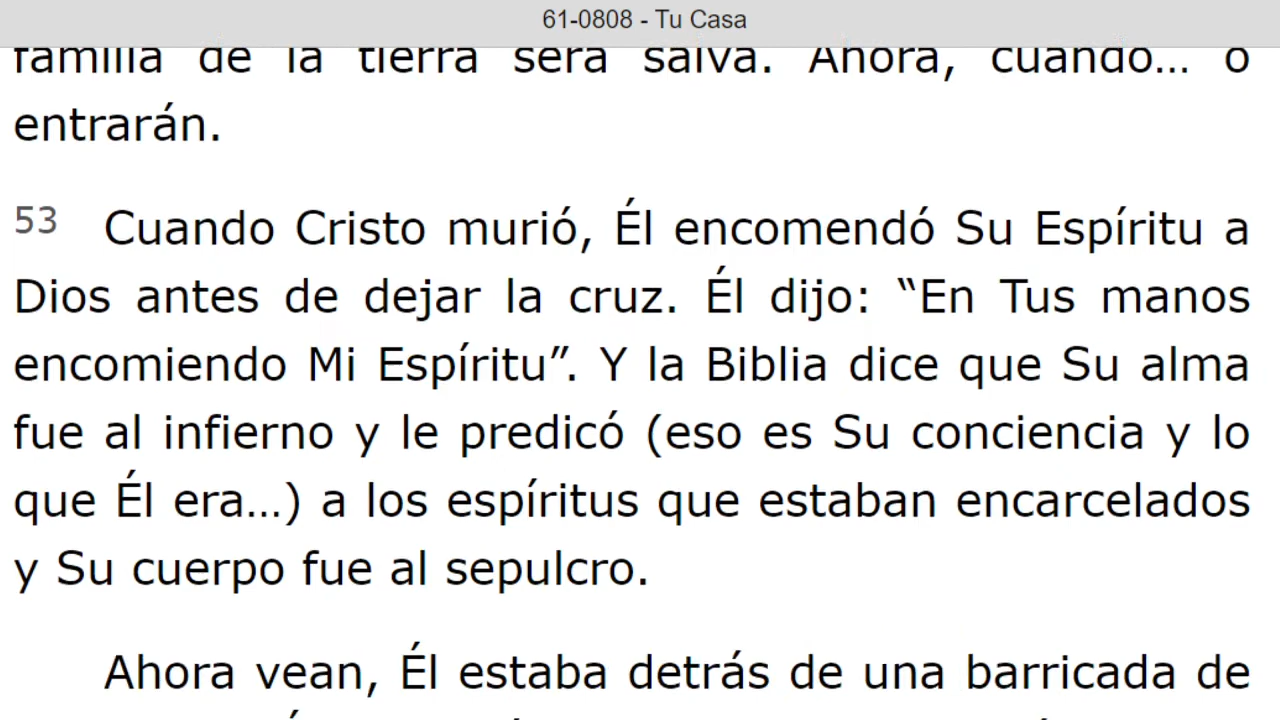 61-0808 - Tu Casa
familia de la tierra será salva. Ahora, cuando… o
entrarán.
53 Cuando Cristo murió, Él encomendó Su Espíritu a
Dios antes de dejar la cruz. Él dijo: “En Tus manos
encomiendo Mi Espíritu”. Y la Biblia dice que Su alma
fue al infierno y le predicó (eso es Su conciencia y lo
que Él era…) a los espíritus que estaban encarcelados
y Su cuerpo fue al sepulcro.
Ahora vean, Él estaba detrás de una barricada de